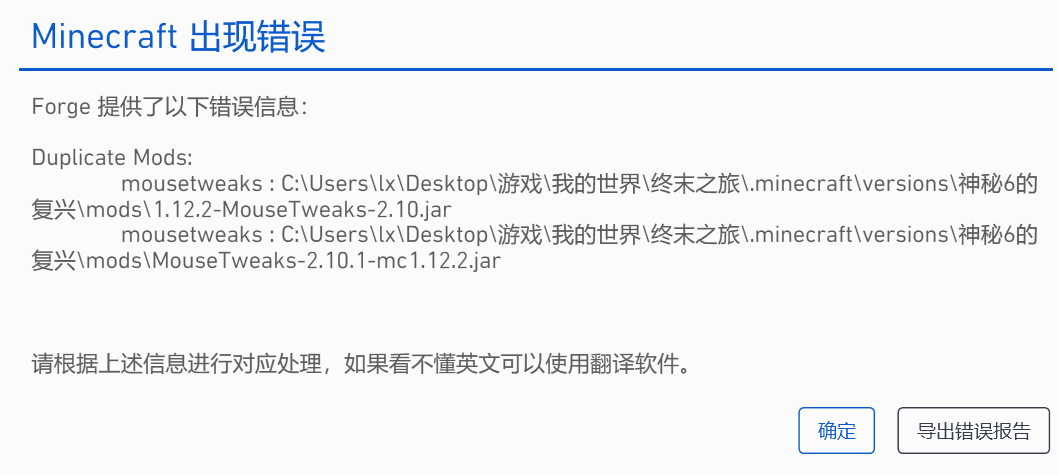 Minecraft 出现错误
Forge 提供了以下错误信息：
Duplicate Mods:
mousetweaks : C:\Users\lx\Desktop\游戏\我的世界\终末之旅\.minecraft\versions\神秘6的
复兴\mods\1.12.2-MouseTweaks-2.10.jar
mousetweaks : C:\Users\lx\Desktop\游戏\我的世界\终末之旅\.minecraft\versions\神秘6的
复兴\mods\MouseTweaks-2.10.1-mc1.12.2.jar
请根据上述信息进行对应处理，如果看不懂英文可以使用翻译软件。
确定
导出错误报告